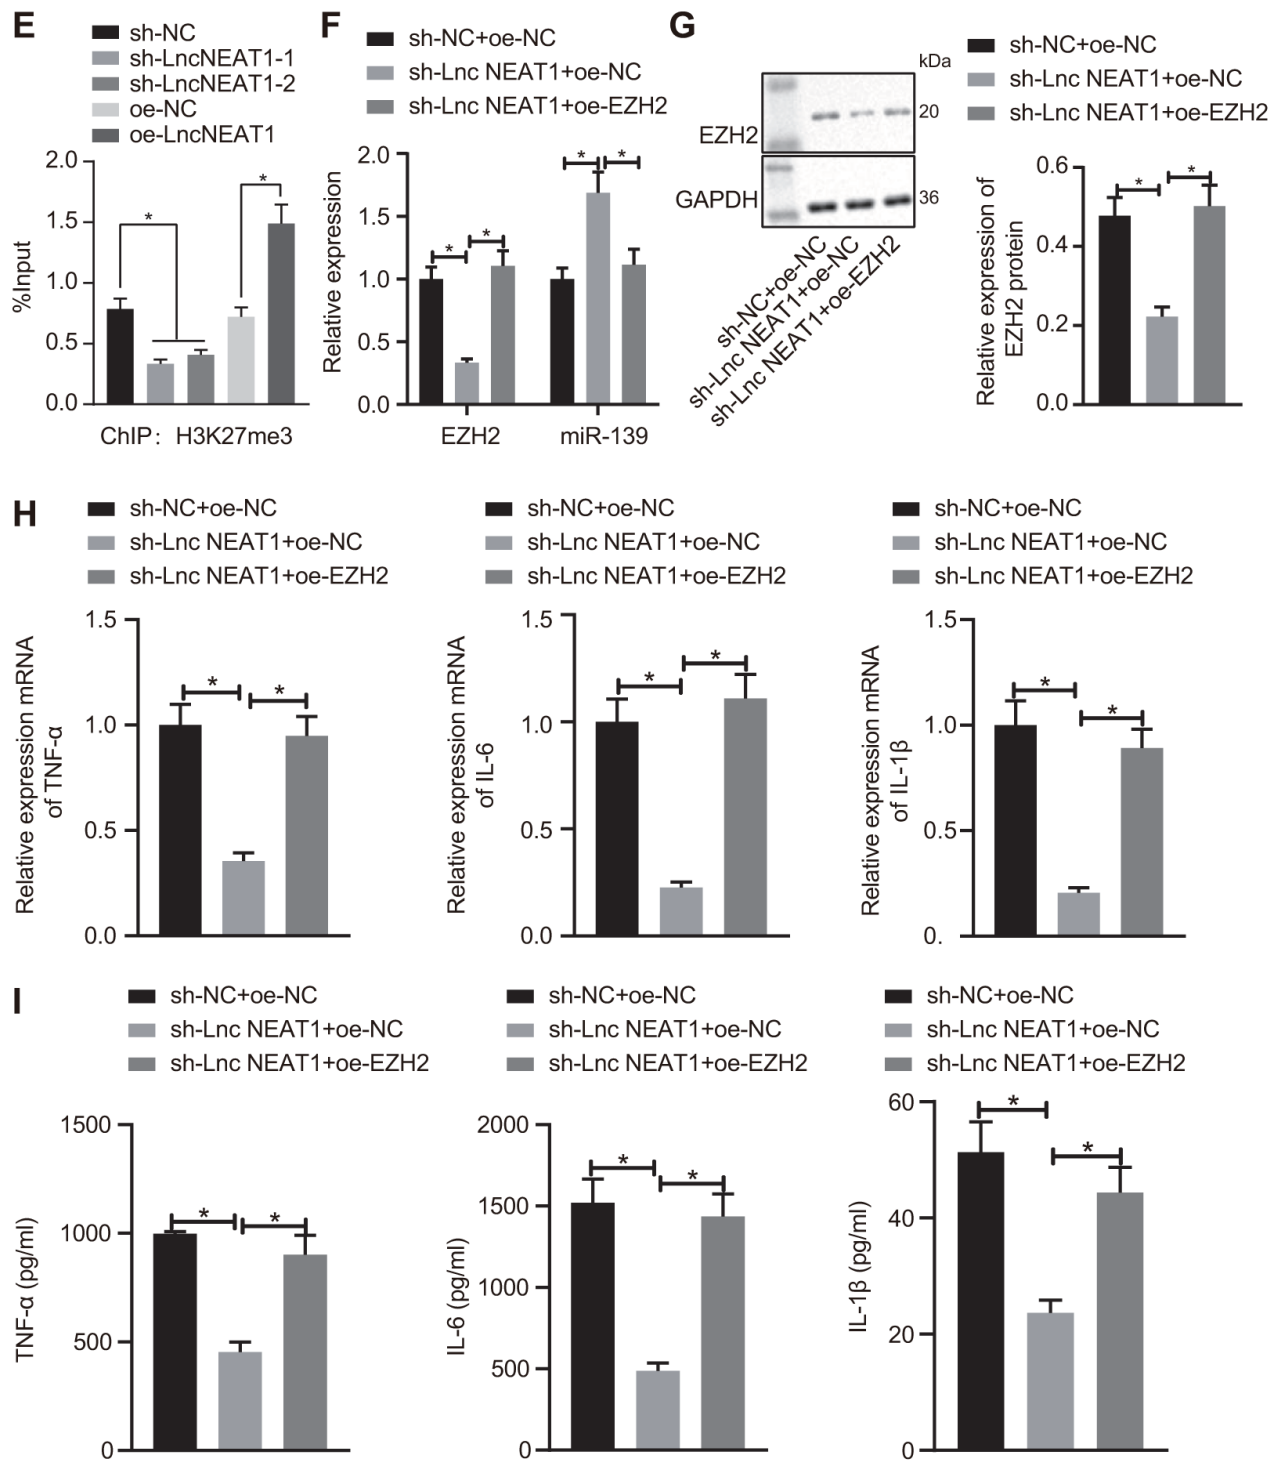 E
sh-NC
sh-LncNEAT1-1
sh-LncNEAT1-2
oe-NC
oe-LncNEAT1
%Input
2.0
1.5
1.0
0.5
0.0
*
*
ChIP: H3K27me3
F
sh-NC+oe-NC
sh-Lnc NEAT1+oe-NC
sh-Lnc NEAT1+oe-EZH2
Relative expression
2.0
1.5
1.0
0.5
0.0
*
*
*
*
EZH2
miR-139
G
kDa
EZH2
20
GAPDH
36
sh-NC+oe-NC
sh-Lnc NEAT1+oe-NC
sh-Lnc NEAT1+oe-EZH2
sh-NC+oe-NC
sh-Lnc NEAT1+oe-NC
sh-Lnc NEAT1+oe-EZH2
Relative expression of
EZH2 protein
0.6
0.4
0.2
0.0
*
*
H
sh-NC+oe-NC
sh-Lnc NEAT1+oe-NC
sh-Lnc NEAT1+oe-EZH2
Relative expression mRNA
of TNF-α
1.5
1.0
0.5
0.0
*
*
sh-NC+oe-NC
sh-Lnc NEAT1+oe-NC
sh-Lnc NEAT1+oe-EZH2
Relative expression mRNA
of IL-6
1.5
1.0
0.5
0.0
*
*
sh-NC+oe-NC
sh-Lnc NEAT1+oe-NC
sh-Lnc NEAT1+oe-EZH2
Relative expression mRNA
of IL-1β
1.5
1.0
0.5
0.
*
*
I
sh-NC+oe-NC
sh-Lnc NEAT1+oe-NC
sh-Lnc NEAT1+oe-EZH2
TNF-α (pg/ml)
1500
1000
500
0
*
*
sh-NC+oe-NC
sh-Lnc NEAT1+oe-NC
sh-Lnc NEAT1+oe-EZH2
IL-6 (pg/ml)
2000
1500
1000
500
0
*
*
sh-NC+oe-NC
sh-Lnc NEAT1+oe-NC
sh-Lnc NEAT1+oe-EZH2
IL-1β (pg/ml)
60
40
20
0
*
*